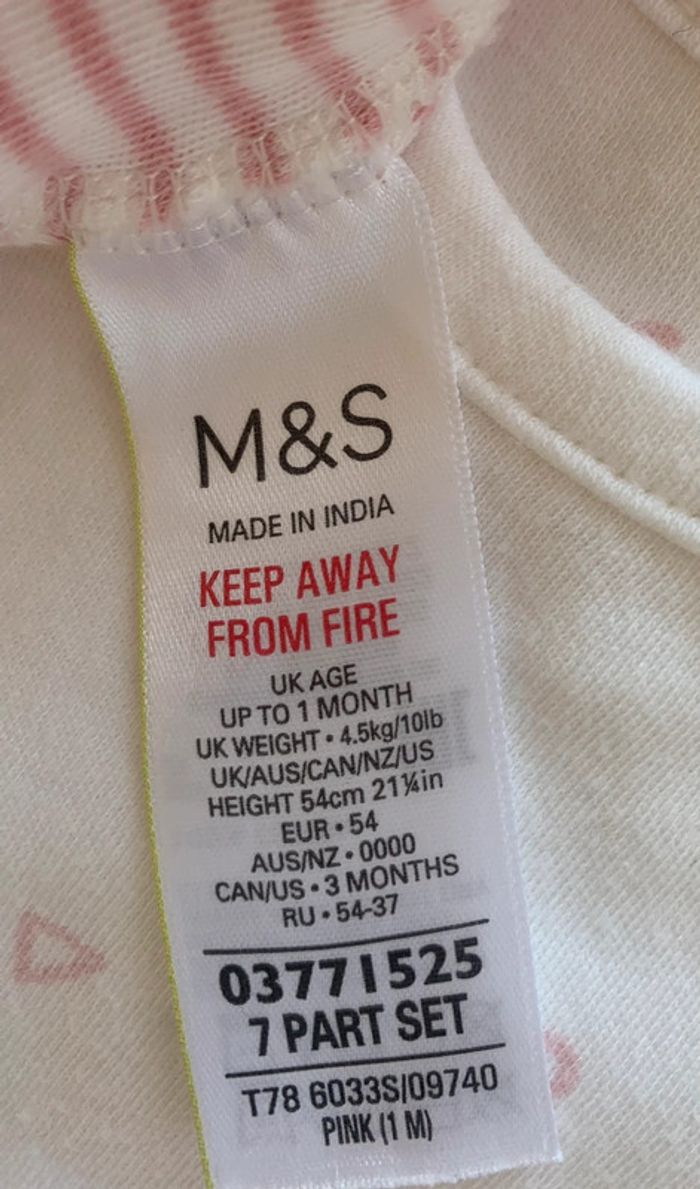 M&S
MADE IN INDIA
KEEP AWAY
FROM FIRE
UK AGE
UP TO 1 MONTH
UK WEIGHT • 4.5kg/10lb
UK/AUS/CAN/NZ/US
HEIGHT 54cm 21¼in
EUR • 54
AUS/NZ • 0000
CAN/US • 3 MONTHS
RU • 54-37
03771525
7 PART SET
T78 6033S/09740
PINK (1 M)